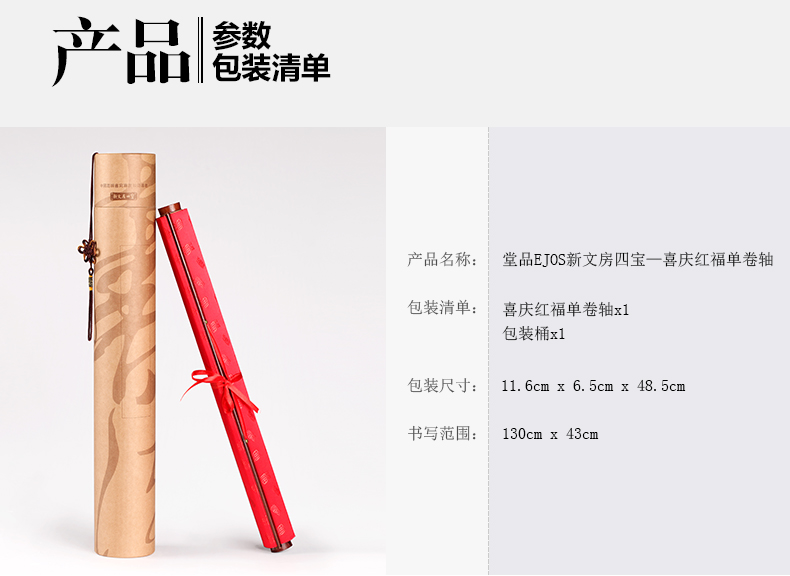 产品
参数
包装清单
产品名称: 堂品EJOS新文房四宝—喜庆红福单卷轴
包装清单: 喜庆红福单卷轴x1
包装桶x1
包装尺寸: 11.6cm x 6.5cm x 48.5cm
书写范围: 130cm x 43cm